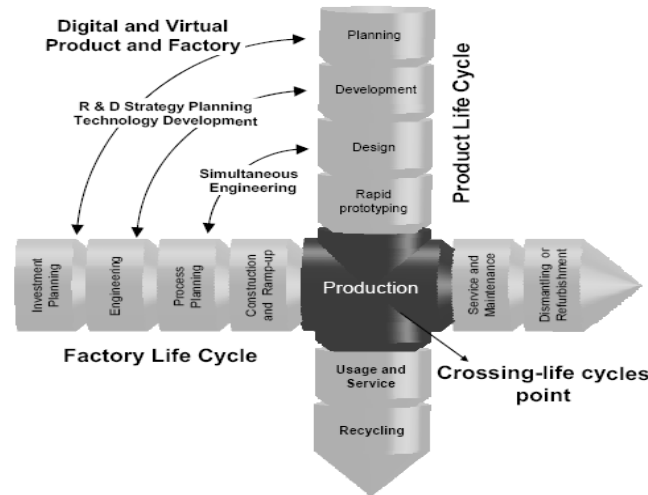 Digital and Virtual
Product and Factory
Planning
Development
R & D Strategy Planning
Technology Development
Design
Simultaneous
Engineering
Rapid
prototyping
Product Life Cycle
Investment
Planning
Engineering
Process
Planning
Construction
and Ramp-up
Production
Service and
Maintenance
Dismantling or
Refurbishment
Factory Life Cycle
Crossing-life cycles
point
Usage and
Service
Recycling